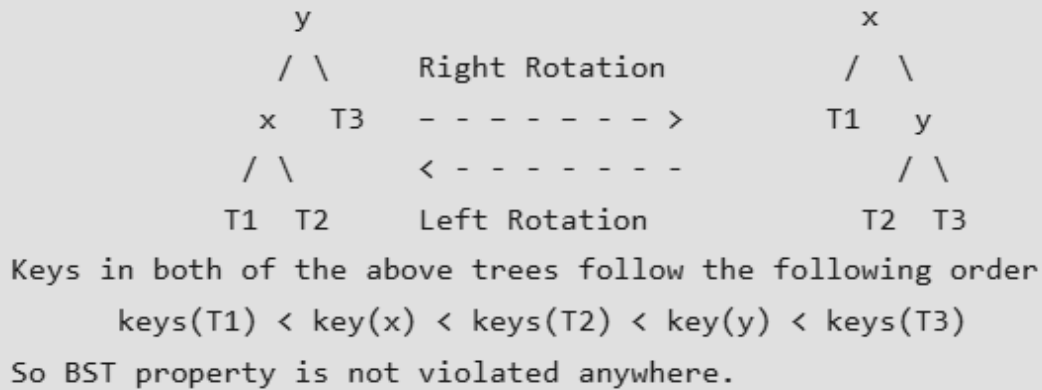 y x
/ \ Right Rotation / \
x T3 - - - - - - - > T1 y
/ \ < - - - - - - - / \
T1 T2 Left Rotation T2 T3
Keys in both of the above trees follow the following order
keys(T1) < key(x) < keys(T2) < key(y) < keys(T3)
So BST property is not violated anywhere.